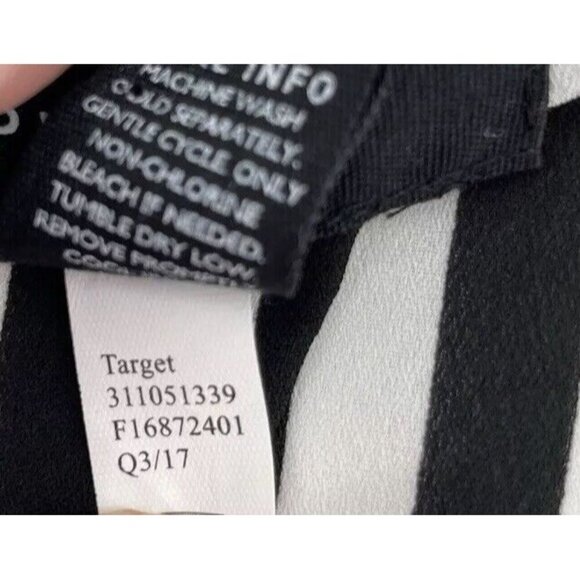 INFO
MACHINE WASH
COLD SEPARATELY.
GENTLE CYCLE ONLY
NON-CHLORINE
BLEACH IF NEEDED.
TUMBLE DRY LOW.
REMOVE PROMPTLY
Target
311051339
F16872401
Q3/17